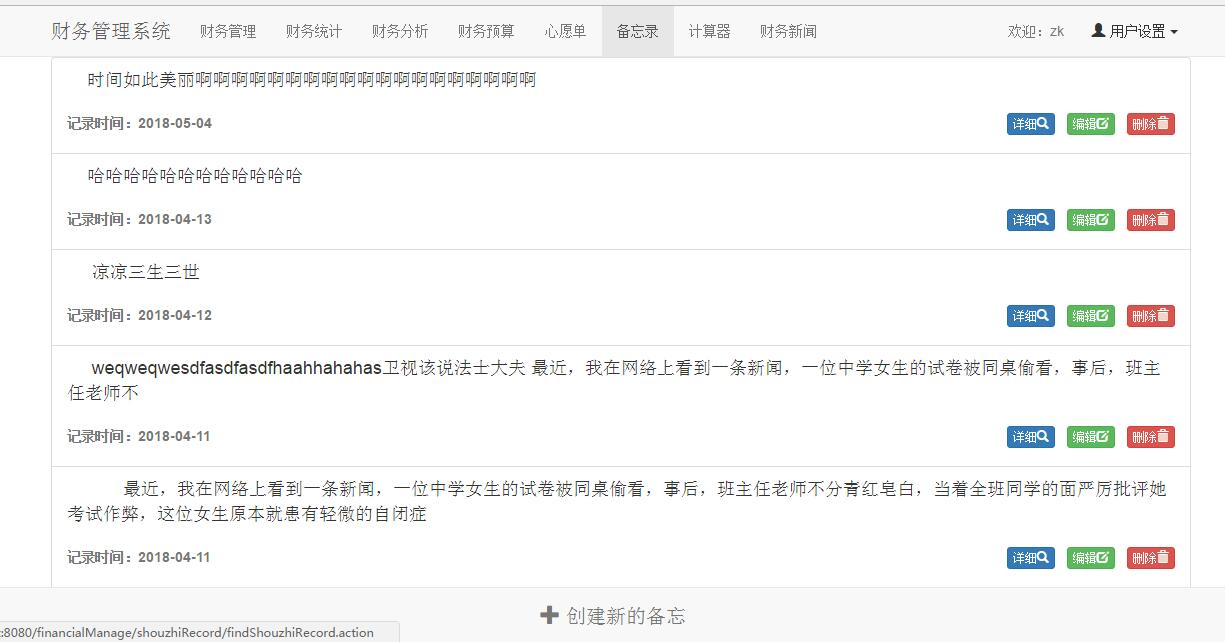 财务管理系统 财务管理 财务统计 财务分析 财务预算 心愿单 备忘录 计算器 财务新闻 欢迎：zk 用户设置
时间如此美丽啊啊啊啊啊啊啊啊啊啊啊啊啊啊啊啊啊啊啊
记录时间：2018-05-04 详细 编辑 删除
哈哈哈哈哈哈哈哈哈哈哈哈
记录时间：2018-04-13 详细 编辑 删除
凉凉三生三世
记录时间：2018-04-12 详细 编辑 删除
weqweqwesdfasdfasdfhaahhahahas卫视该说法士大夫 最近，我在网络上看到一条新闻，一位中学女生的试卷被同桌偷看，事后，班主
任老师不
记录时间：2018-04-11 详细 编辑 删除
最近，我在网络上看到一条新闻，一位中学女生的试卷被同桌偷看，事后，班主任老师不分青红皂白，当着全班同学的面严厉批评她
考试作弊，这位女生原本就患有轻微的自闭症
记录时间：2018-04-11 详细 编辑 删除
创建新的备忘
:8080/financialManage/shouzhiRecord/findShouzhiRecord.action